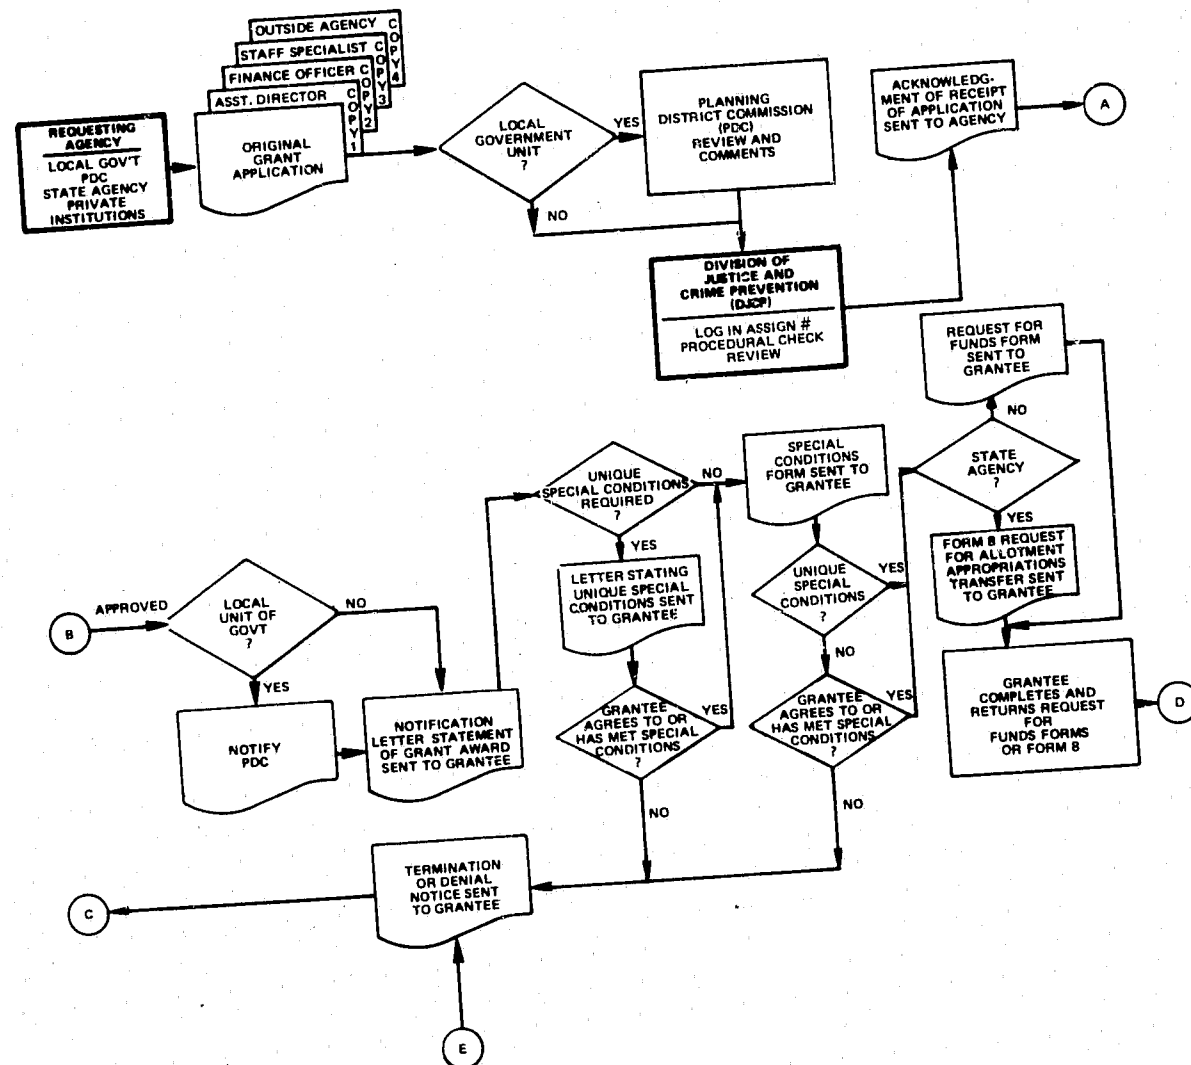 OUTSIDE AGENCY
COPY 4
STAFF SPECIALIST
COPY 3
FINANCE OFFICER
COPY 2
ASST. DIRECTOR
COPY 1
REQUESTING
AGENCY
LOCAL GOV'T
PDC
STATE AGENCY
PRIVATE
INSTITUTIONS
ORIGINAL
GRANT
APPLICATION
LOCAL
GOVERNMENT
UNIT
?
YES
NO
PLANNING
DISTRICT COMMISSION
(PDC)
REVIEW AND
COMMENTS
ACKNOWLEDG-
MENT OF RECEIPT
OF APPLICATION
SENT TO AGENCY
A
DIVISION OF
JUSTICE AND
CRIME PREVENTION
(DJCP)
LOG IN ASSIGN #
PROCEDURAL CHECK
REVIEW
REQUEST FOR
FUNDS FORM
SENT TO
GRANTEE
NO
STATE
AGENCY
?
YES
FORM 8 REQUEST
FOR ALLOTMENT
APPROPRIATIONS
TRANSFER SENT
TO GRANTEE
UNIQUE
SPECIAL CONDITIONS
REQUIRED
?
NO
YES
SPECIAL
CONDITIONS
FORM SENT TO
GRANTEE
LETTER STATING
UNIQUE SPECIAL
CONDITIONS SENT
TO GRANTEE
UNIQUE
SPECIAL
CONDITIONS
?
YES
NO
B
APPROVED
LOCAL
UNIT OF
GOVT
?
NO
YES
NOTIFY
PDC
NOTIFICATION
LETTER STATEMENT
OF GRANT AWARD
SENT TO GRANTEE
GRANTEE
AGREES TO OR
HAS MET SPECIAL
CONDITIONS
?
YES
NO
GRANTEE
AGREES TO OR
HAS MET SPECIAL
CONDITIONS
?
YES
NO
GRANTEE
COMPLETES AND
RETURNS REQUEST
FOR
FUNDS FORMS
OR FORM 8
D
TERMINATION
OR DENIAL
NOTICE SENT
TO GRANTEE
C
E